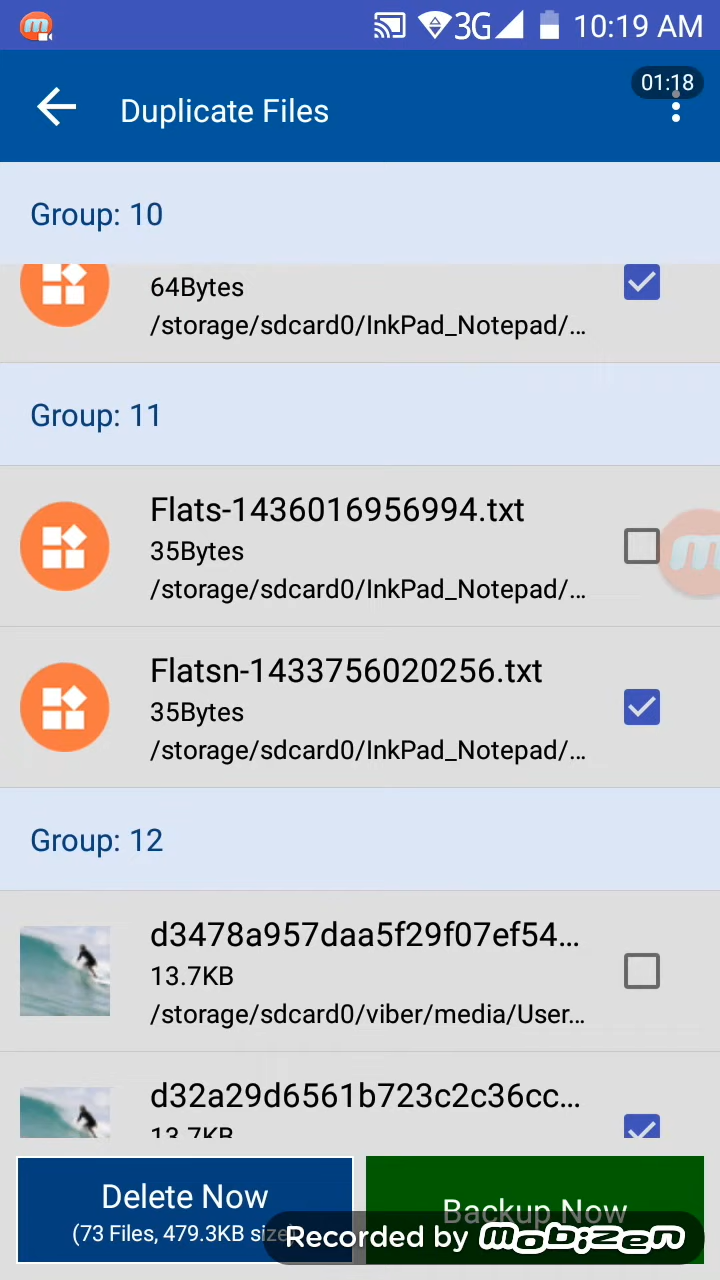 3G 10:19 AM
01:18
Duplicate Files
Group: 10
64Bytes
/storage/sdcard0/InkPad_Notepad/...
Group: 11
Flats-1436016956994.txt
35Bytes
/storage/sdcard0/InkPad_Notepad/...
Flatsn-1433756020256.txt
35Bytes
/storage/sdcard0/InkPad_Notepad/...
Group: 12
d3478a957daa5f29f07ef54...
13.7KB
/storage/sdcard0/viber/media/User...
d32a29d6561b723c2c36cc...
13.7KB
Delete Now
(73 Files, 479.3KB size)
Backup Now
Recorded by mobizen